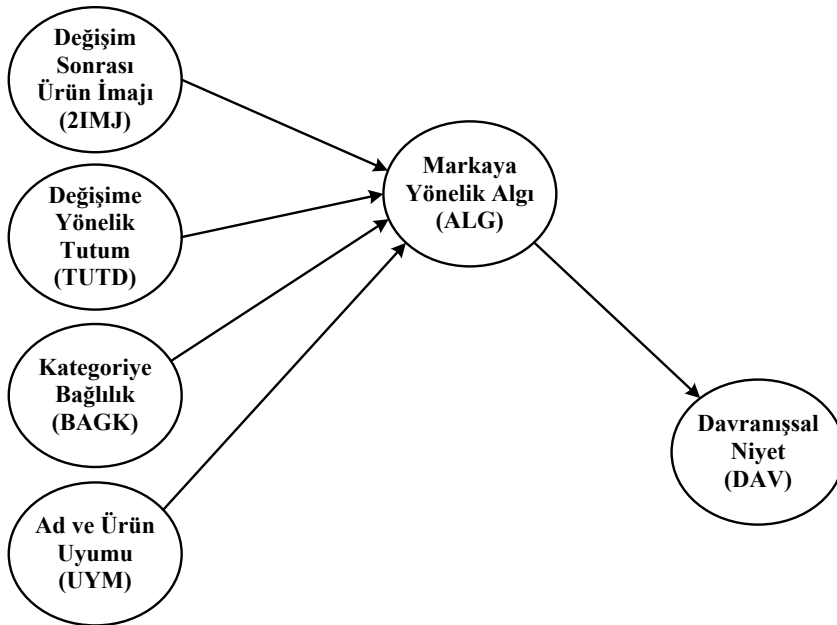 Değişim
Sonrası
Ürün İmajı
(2IMJ)
Değişime
Yönelik
Tutum
(TUTD)
Kategoriye
Bağlılık
(BAGK)
Ad ve Ürün
Uyumu
(UYM)
Markaya
Yönelik Algı
(ALG)
Davranışsal
Niyet
(DAV)